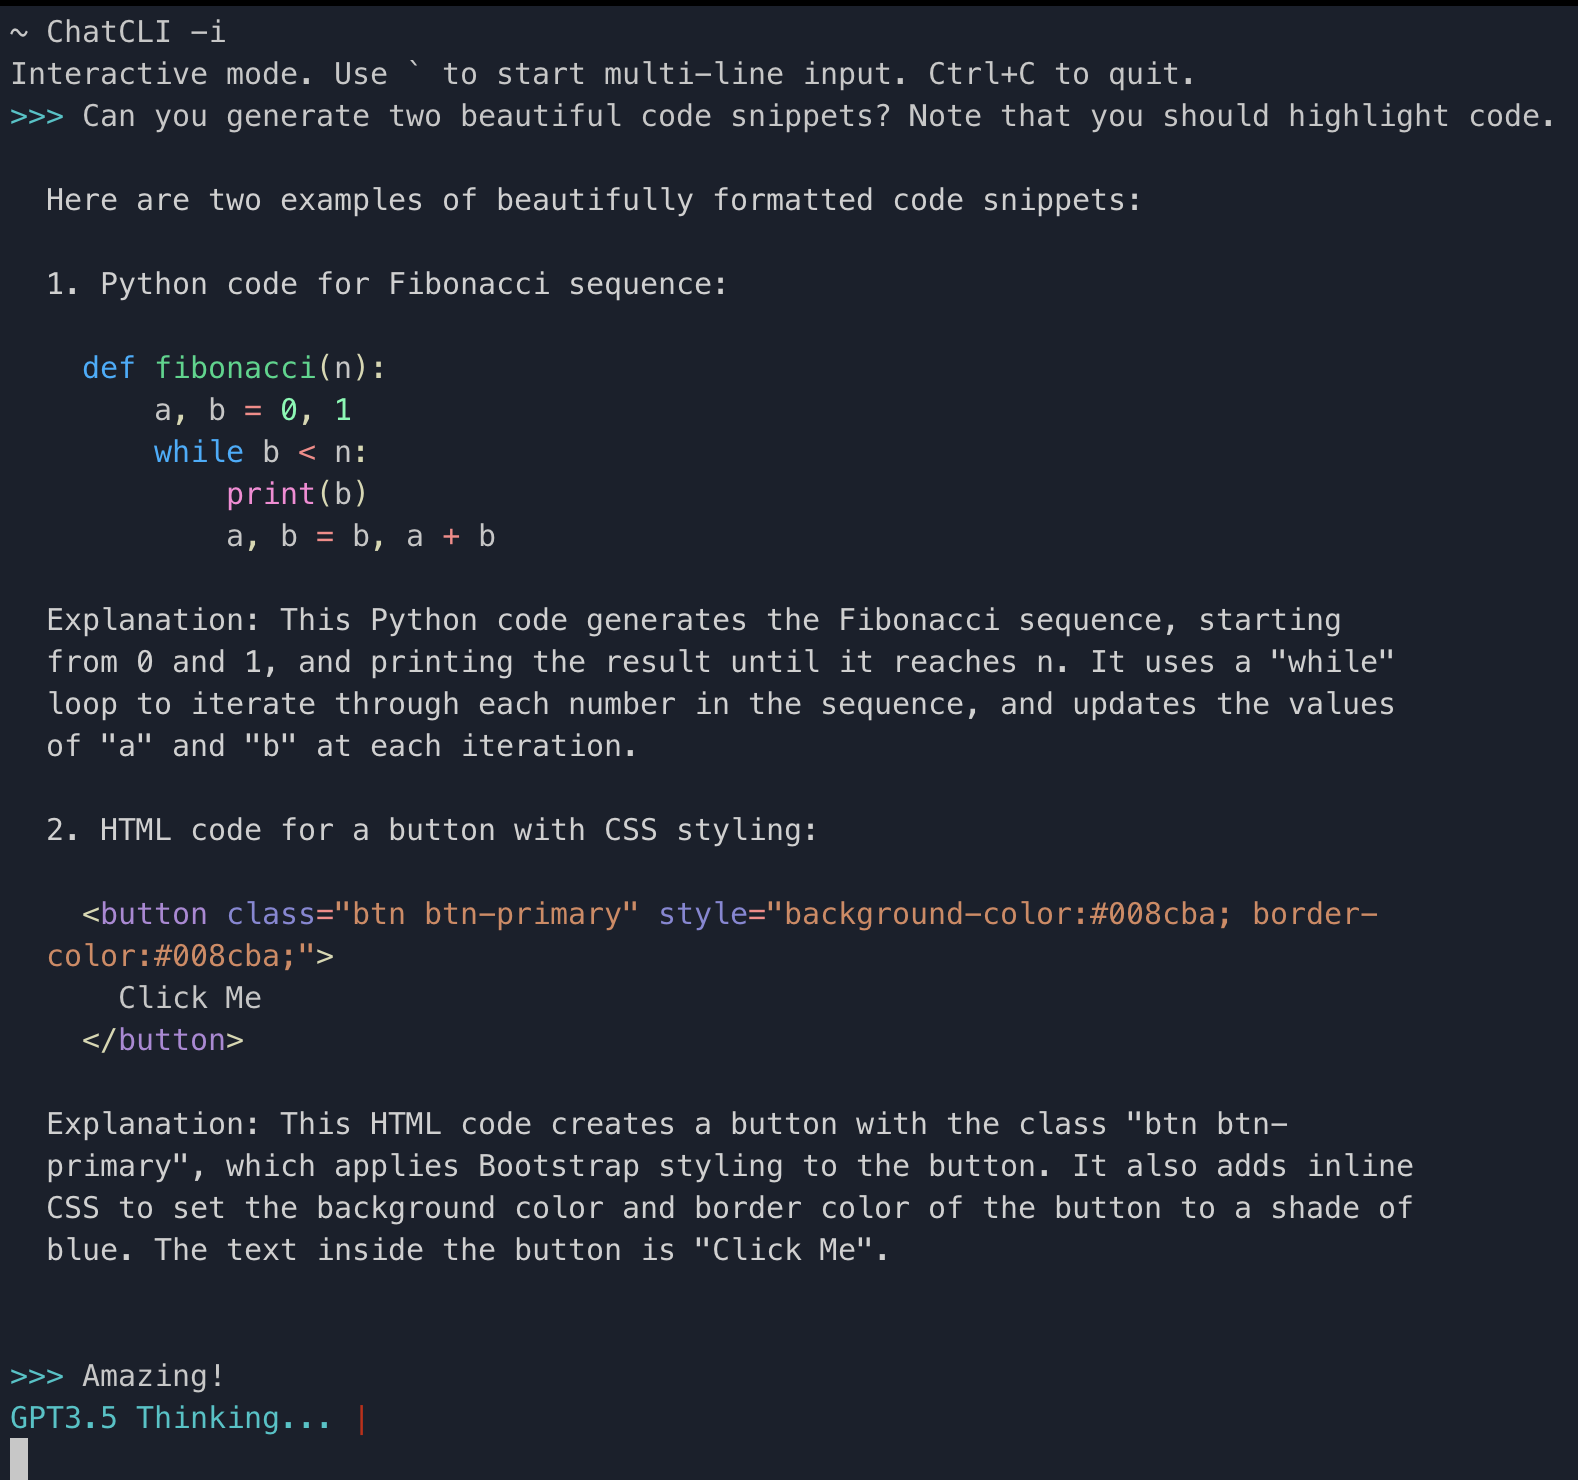 ~ ChatCLI -i
Interactive mode. Use ` to start multi-line input. Ctrl+C to quit.
>>> Can you generate two beautiful code snippets? Note that you should highlight code.
Here are two examples of beautifully formatted code snippets:
1. Python code for Fibonacci sequence:
def fibonacci(n):
    a, b = 0, 1
    while b < n:
        print(b)
        a, b = b, a + b
Explanation: This Python code generates the Fibonacci sequence, starting
from 0 and 1, and printing the result until it reaches n. It uses a "while"
loop to iterate through each number in the sequence, and updates the values
of "a" and "b" at each iteration.
2. HTML code for a button with CSS styling:
<button class="btn btn-primary" style="background-color:#008cba; border-
color:#008cba;">
Click Me
</button>
Explanation: This HTML code creates a button with the class "btn btn-
primary", which applies Bootstrap styling to the button. It also adds inline
CSS to set the background color and border color of the button to a shade of
blue. The text inside the button is "Click Me".
>>> Amazing!
GPT3.5 Thinking... |